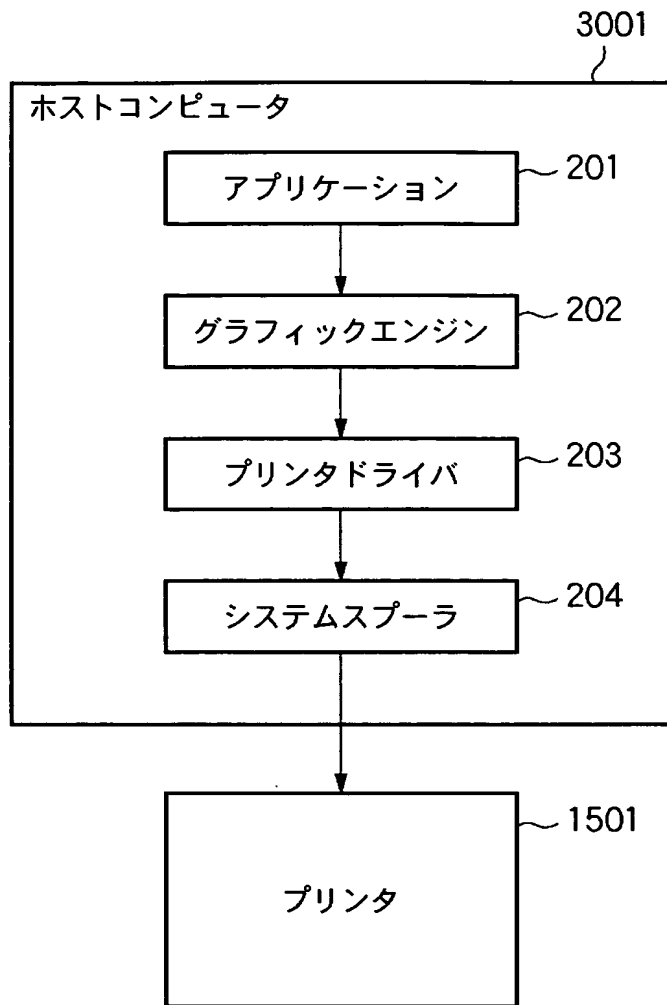 3001
ホストコンピュータ
アプリケーション
201
グラフィックエンジン
202
プリンタドライバ
203
システムスプーラ
204
1501
プリンタ